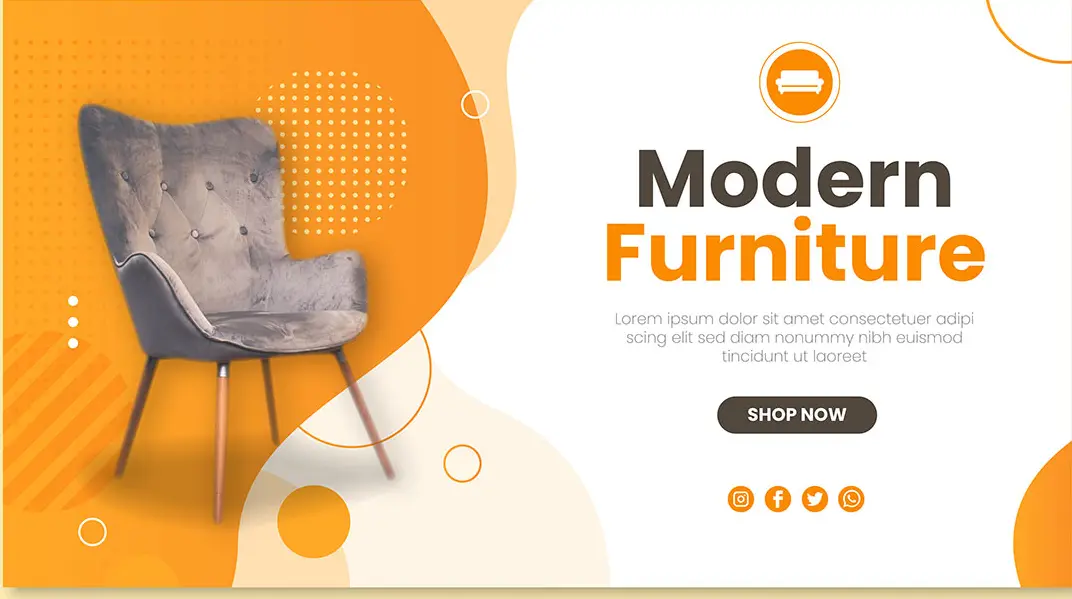 Modern
Furniture
Lorem ipsum dolor sit amet consectetuer adipi
scing elit sed diam nonummy nibh euismod
tincidunt ut laoreet
SHOP NOW